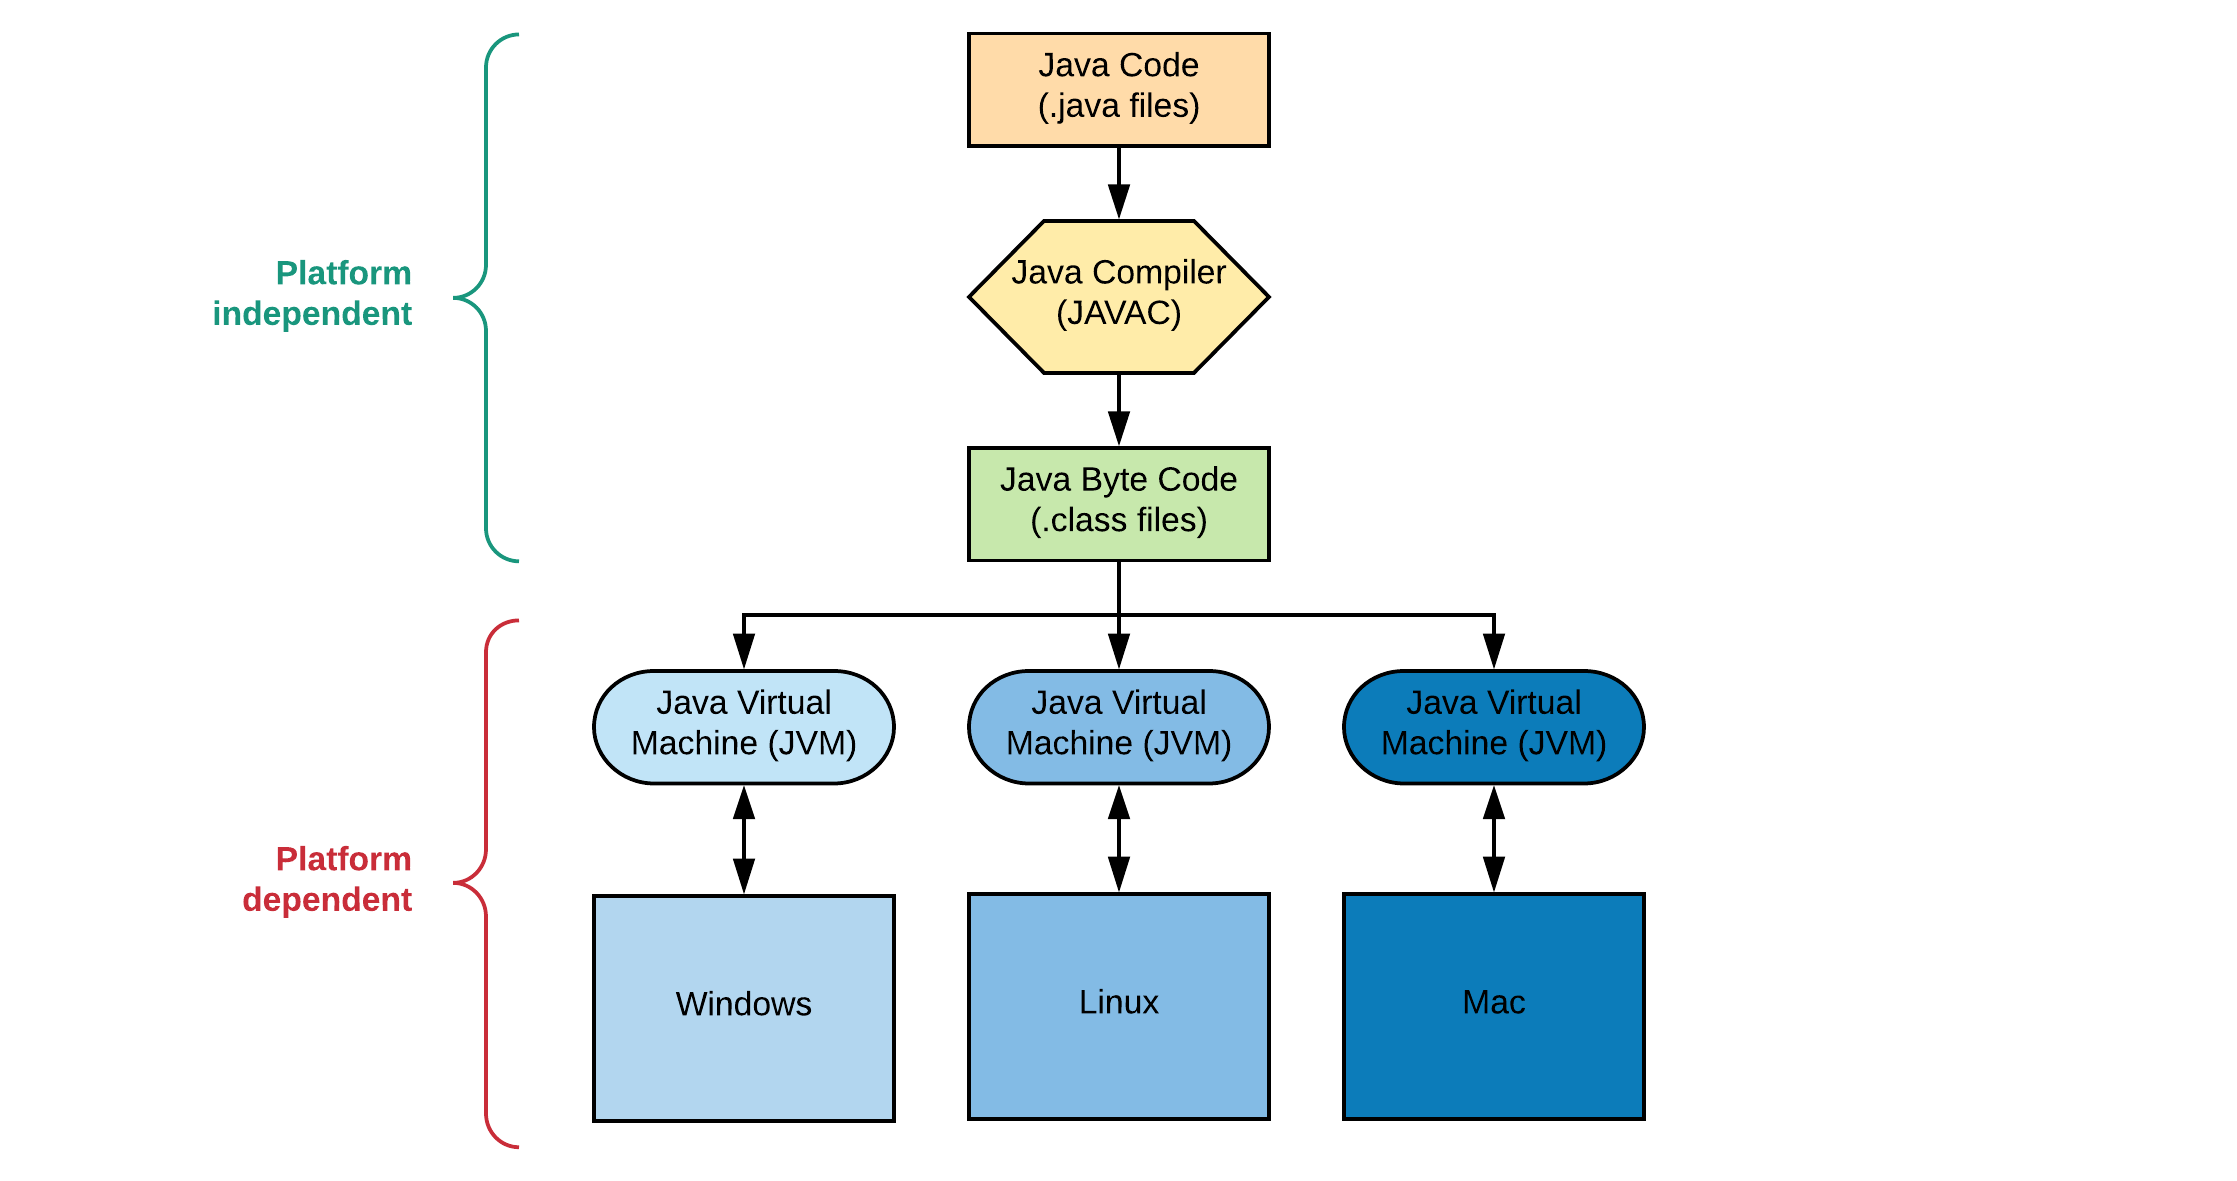 Java Code
(.java files)
Platform
independent
Java Compiler
(JAVAC)
Java Byte Code
(.class files)
Platform
dependent
Java Virtual
Machine (JVM)
Java Virtual
Machine (JVM)
Java Virtual
Machine (JVM)
Windows
Linux
Mac